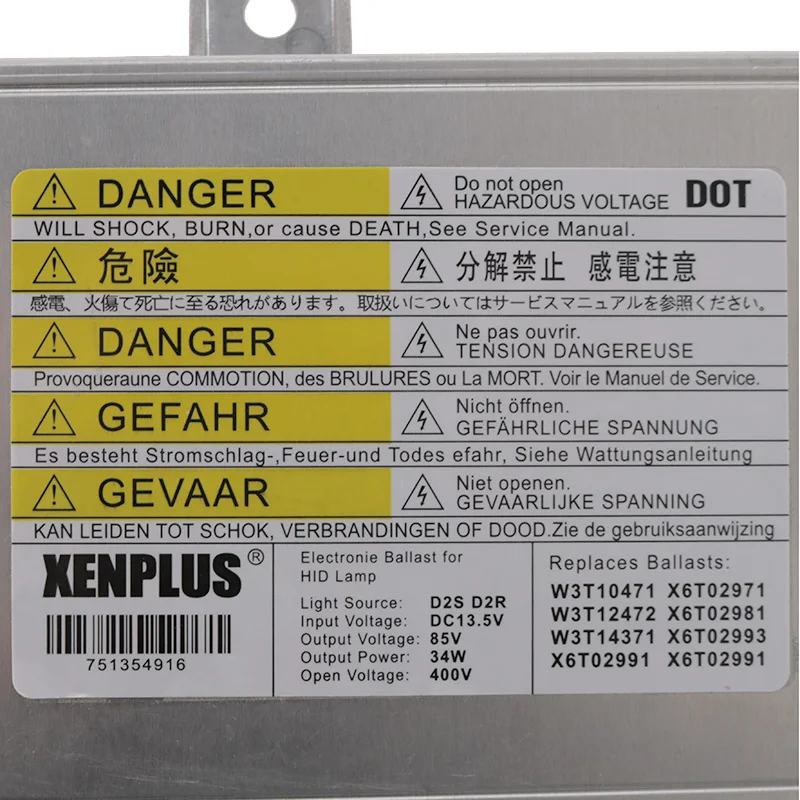 DANGER
Do not open
HAZARDOUS VOLTAGE
DOT
WILL SHOCK, BURN,or cause DEATH,See Service Manual.
危險
分解禁止 感電注意
感電、火傷て死亡に至る恐れがあります。取扱いについてはサービスマニュアルを参照ください。
DANGER
Ne pas ouvrir.
TENSION DANGEREUSE
Provoqueraune COMMOTION, des BRULURES ou La MORT. Voir le Manuel de Service.
GEFAHR
Nicht öffnen.
GEFÄHRLICHE SPANNUNG
Es besteht Stromschlag-,Feuer-und Todes efahr, Siehe Wattungsanleitung
GEVAAR
Niet openen.
GEVAARLIJKE SPANNING
KAN LEIDEN TOT SCHOK, VERBRANDINGEN OF DOOD.Zie de gebruiksaanwijzing
XENPLUS®
751354916
Electronie Ballast for
HID Lamp
Light Source: D2S D2R
Input Voltage: DC13.5V
Output Voltage: 85V
Output Power: 34W
Open Voltage: 400V
Replaces Ballasts:
W3T10471 X6T02971
W3T12472 X6T02981
W3T14371 X6T02993
X6T02991 X6T02991